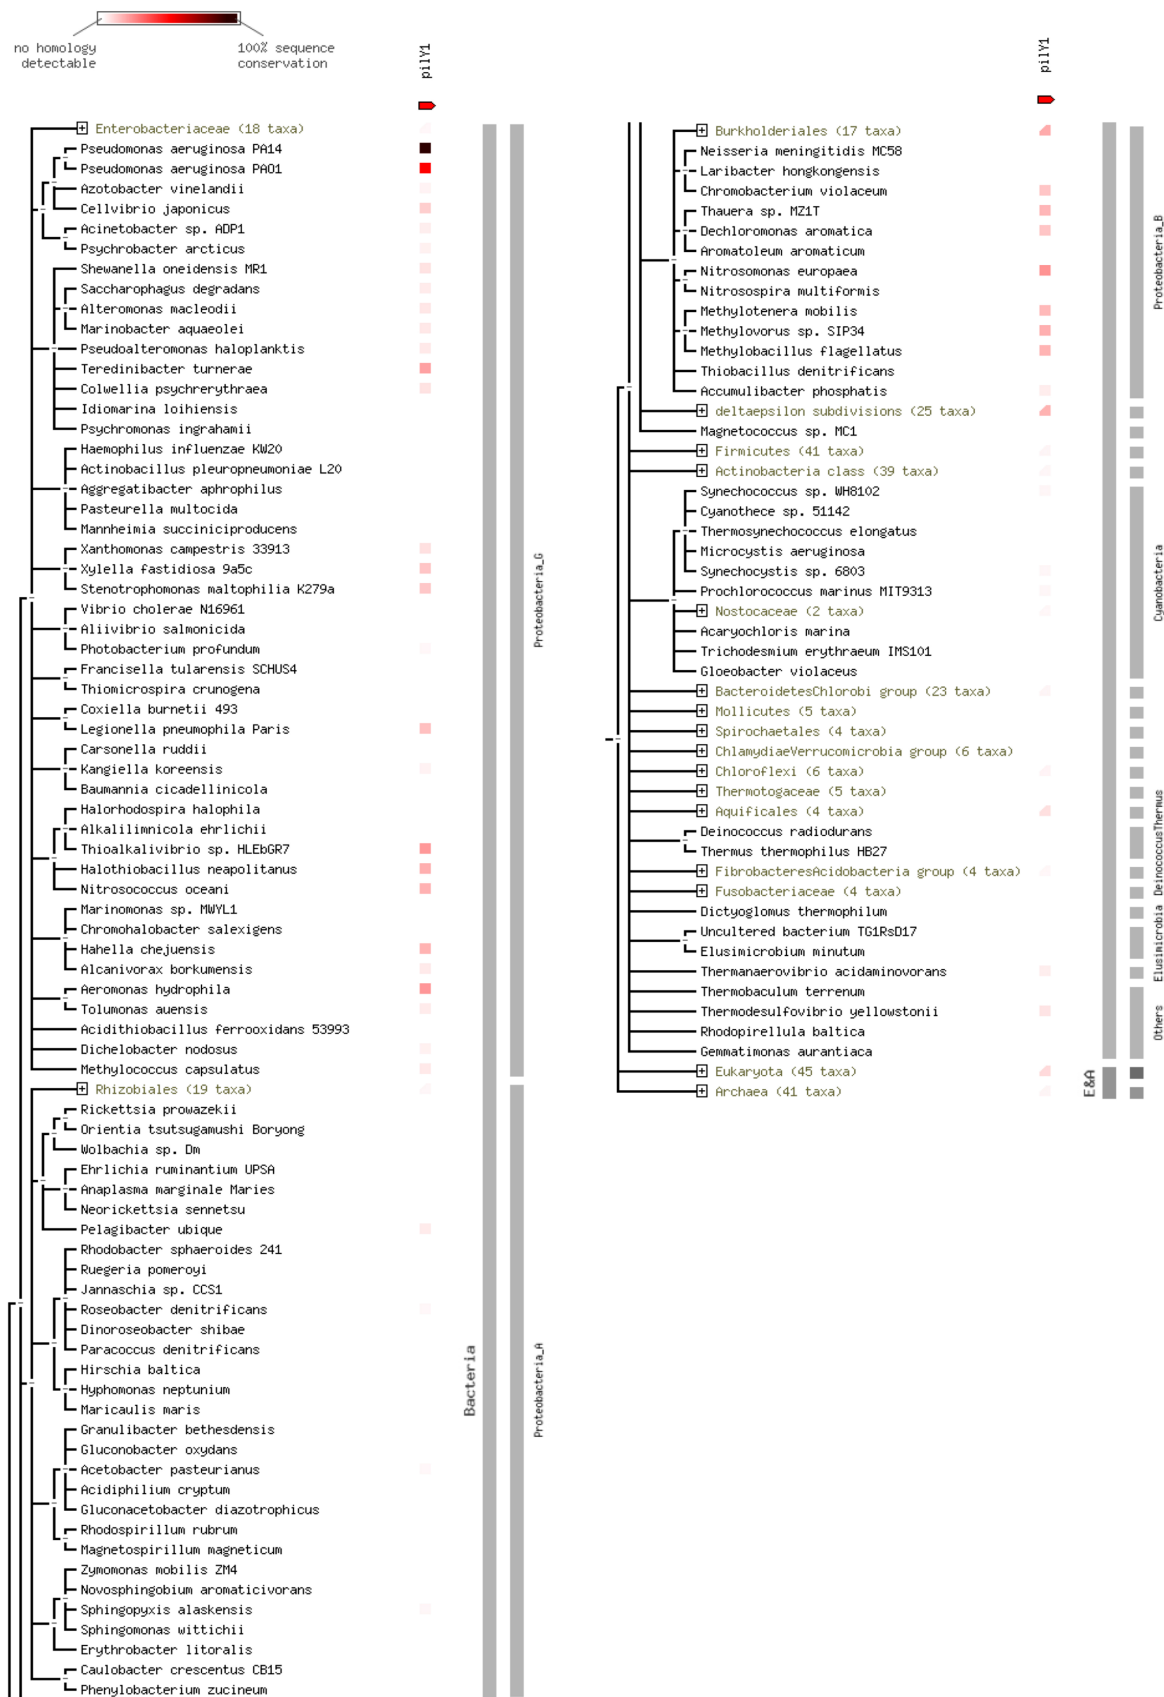 no homology
detectable
100% sequence
conservation
pilY1
Enterobacteriaceae (18 taxa)
Pseudomonas aeruginosa PA14
Pseudomonas aeruginosa PAO1
Azotobacter vinelandii
Cellvibrio japonicus
Acinetobacter sp. ADP1
Psychrobacter arcticus
Shewanella oneidensis MR1
Saccharophagus degradans
Alteromonas macleodii
Marinobacter aquaeolei
Pseudoalteromonas haloplanktis
Teredinibacter turnerae
Colwellia psychrerythraea
Idiomarina loihiensis
Psychromonas ingrahamii
Haemophilus influenzae KW20
Actinobacillus pleuropneumoniae L20
Aggregatibacter aphrophilus
Pasteurella multocida
Mannheimia succiniciproducens
Xanthomonas campestris 33913
Xylella fastidiosa 9a5c
Stenotrophomonas maltophilia K279a
Vibrio cholerae N16961
Aliivibrio salmonicida
Photobacterium profundum
Francisella tularensis SCHUS4
Thiomicrospira crunogena
Coxiella burnetii 493
Legionella pneumophila Paris
Carsonella ruddii
Kangiella koreensis
Baumannia cicadellinicola
Halorhodospira halophila
Alkalilimnicola ehrlichii
Thioalkalivibrio sp. HLEbGR7
Halothiobacillus neapolitanus
Nitrosococcus oceani
Marinomonas sp. MWYL1
Chromohalobacter salexigens
Hahella chejuensis
Alcanivorax borkumensis
Aeromonas hydrophila
Tolumonas auensis
Acidithiobacillus ferrooxidans 53993
Dichelobacter nodosus
Methylococcus capsulatus
Rhizobiales (19 taxa)
Rickettsia prowazekii
Orientia tsutsugamushi Boryong
Wolbachia sp. Dm
Ehrlichia ruminantium UPSA
Anaplasma marginale Maries
Neorickettsia sennetsu
Pelagibacter ubique
Rhodobacter sphaeroides 241
Ruegeria pomeroyi
Jannaschia sp. CCS1
Roseobacter denitrificans
Dinoroseobacter shibae
Paracoccus denitrificans
Hirschia baltica
Hyphomonas neptunium
Maricaulis maris
Granulibacter bethesdensis
Gluconobacter oxydans
Acetobacter pasteurianus
Acidiphilium cryptum
Gluconacetobacter diazotrophicus
Rhodospirillum rubrum
Magnetospirillum magneticum
Zymomonas mobilis ZM4
Novosphingobium aromaticivorans
Sphingopyxis alaskensis
Sphingomonas wittichii
Erythrobacter litoralis
Caulobacter crescentus CB15
Phenylobacterium zucineum
Bacteria
Proteobacteria_G
Proteobacteria_A
pilY1
Burkholderiales (17 taxa)
Neisseria meningitidis MC58
Laribacter hongkongensis
Chromobacterium violaceum
Thauera sp. MZ1T
Dechloromonas aromatica
Aromatoleum aromaticum
Nitrosomonas europaea
Nitrosospira multiformis
Methylotenera mobilis
Methylovorus sp. SIP34
Methylobacillus flagellatus
Thiobacillus denitrificans
Accumulibacter phosphatis
deltaepsilon subdivisions (25 taxa)
Magnetococcus sp. MC1
Firmicutes (41 taxa)
Actinobacteria class (39 taxa)
Synechococcus sp. WH8102
Cyanothece sp. 51142
Thermosynechococcus elongatus
Microcystis aeruginosa
Synechocystis sp. 6803
Prochlorococcus marinus MIT9313
Nostocaceae (2 taxa)
Acaryochloris marina
Trichodesmium erythraeum IMS101
Gloeobacter violaceus
BacteroidetesChlorobi group (23 taxa)
Mollicutes (5 taxa)
Spirochaetales (4 taxa)
ChlamydiaeVerrucomicrobia group (6 taxa)
Chloroflexi (6 taxa)
Thermotogaceae (5 taxa)
Aquificales (4 taxa)
Deinococcus radiodurans
Thermus thermophilus HB27
FibrobacteresAcidobacteria group (4 taxa)
Fusobacteriaceae (4 taxa)
Dictyoglomus thermophilum
Uncultered bacterium TG1RsD17
Elusimicrobium minutum
Thermanaerovibrio acidaminovorans
Thermobaculum terrenum
Thermodesulfovibrio yellowstonii
Rhodopirellula baltica
Gemmatimonas aurantiaca
Eukaryota (45 taxa)
Archaea (41 taxa)
E&A
Proteobacteria_B
Cyanobacteria
DeinococcusThermus
Elusimicrobia
Others